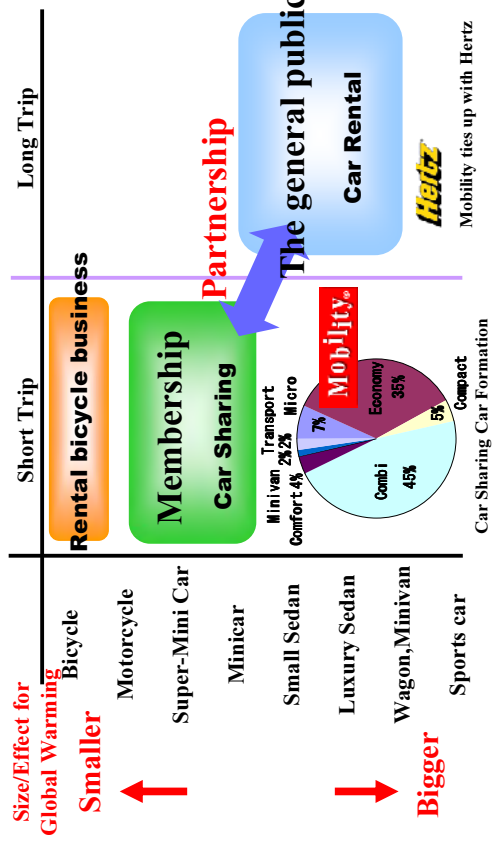 Size/Effect for
Global Warming
Short Trip
Long Trip
Smaller
Bicycle
Motorcycle
Super-Mini Car
Minicar
Small Sedan
Luxury Sedan
Wagon,Minivan
Sports car
Bigger
Rental bicycle business
Membership
Car Sharing
Partnership
The general public
Car Rental
Mobility®
Minivan 2%
Transport 2%
Micro
7%
Comfort 4%
Economy
35%
5%
Compact
Combi
45%
Car Sharing Car Formation
Hertz
Mobility ties up with Hertz